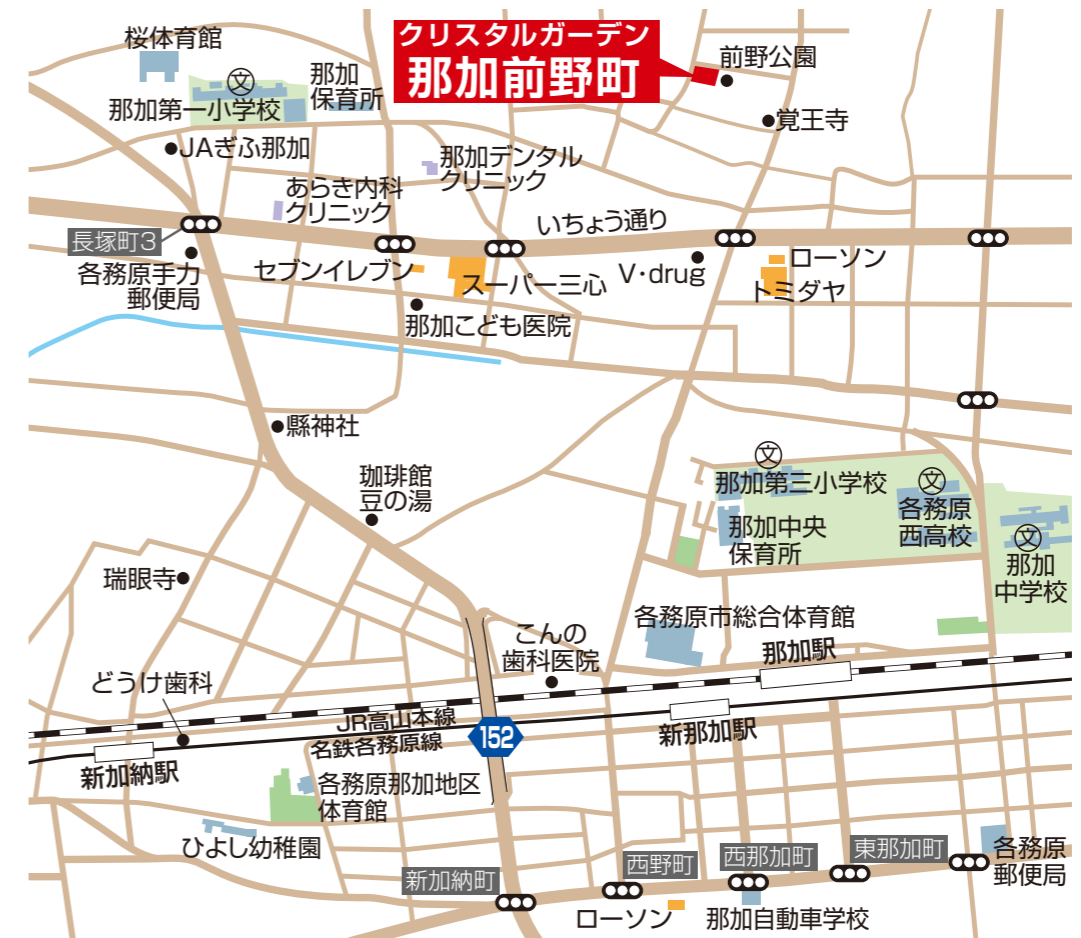 桜体育館
クリスタルガーデン
那加前野町
前野公園
文
那加
保育所
那加第一小学校
覚王寺
JAぎふ那加
那加デンタル
クリニック
あらき内科
クリニック
いちょう通り
長塚町3
各務原手力
郵便局
セブンイレブン
スーパー三心
V・drug
ローソン
トミダヤ
那加こども医院
縣神社
珈琲館
豆の湯
文
那加第三小学校
文
各務原
西高校
那加中央
保育所
文
那加
中学校
瑞眼寺
各務原市総合体育館
こんの
歯科医院
那加駅
どうけ歯科
JR高山本線
名鉄各務原線
152
新那加駅
新加納駅
各務原那加地区
体育館
ひよし幼稚園
新加納町
西野町
西那加町
東那加町
各務原
郵便局
ローソン
那加自動車学校